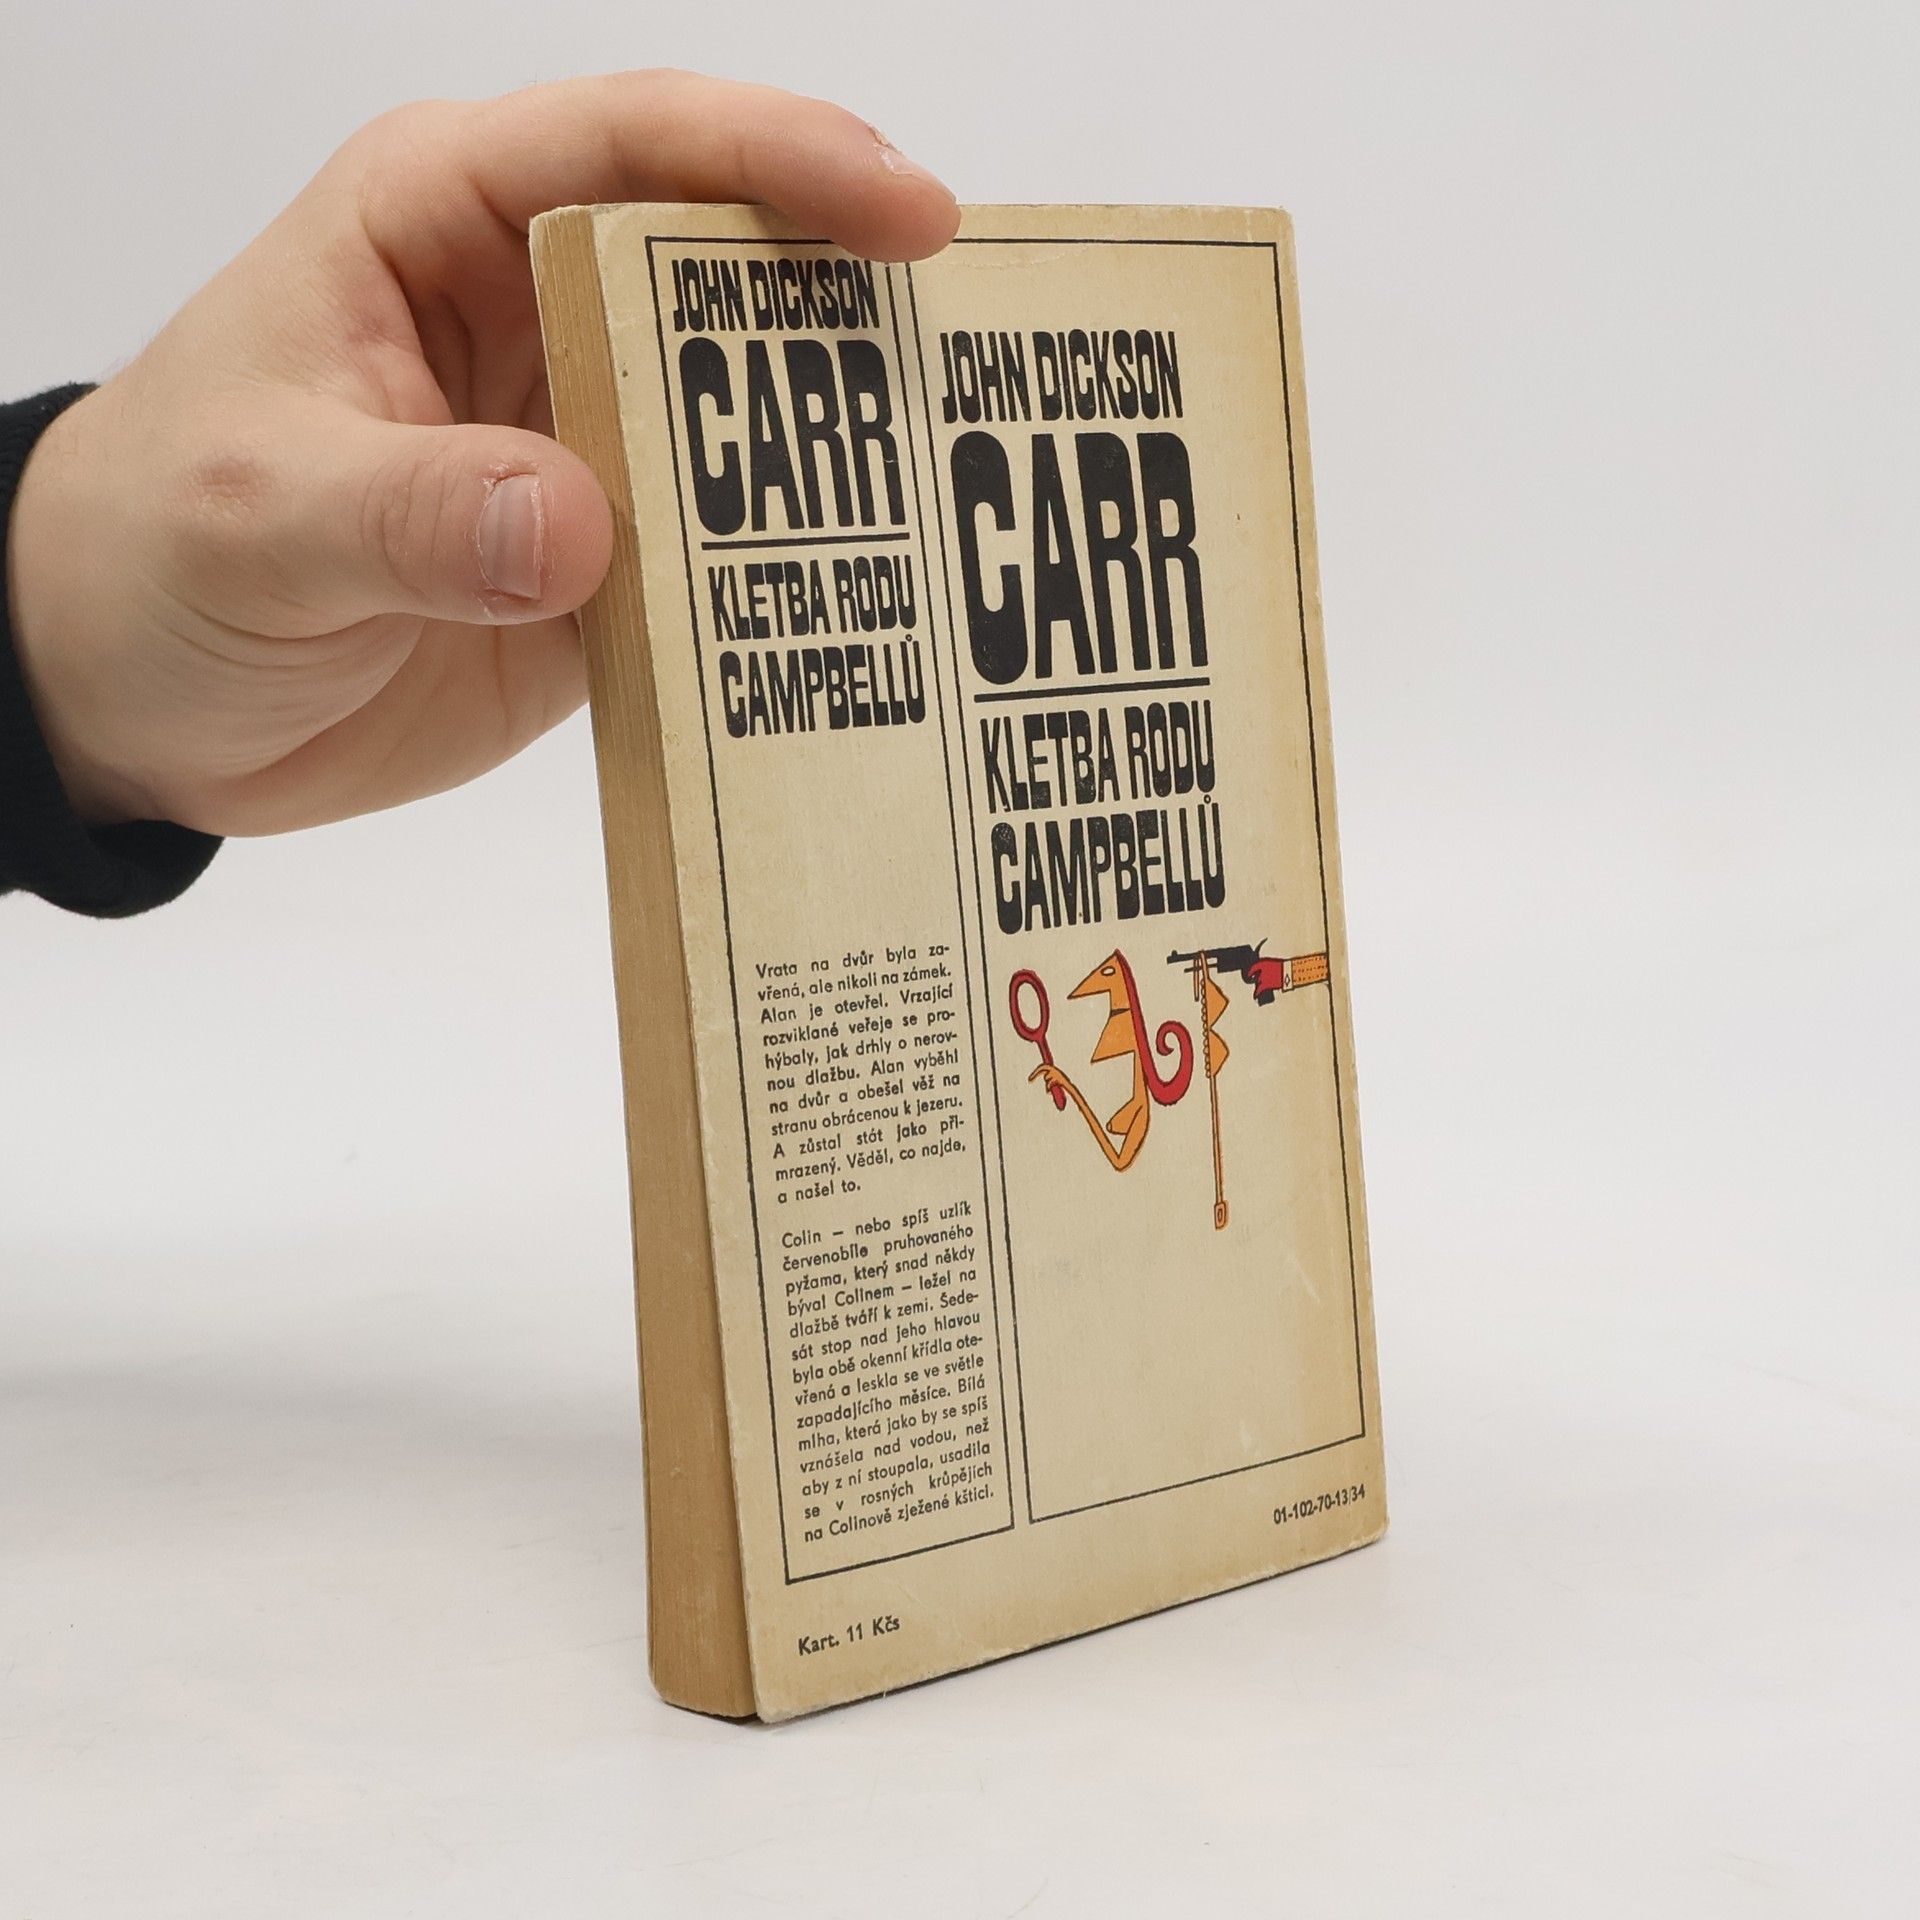 JOHN DICKSON
CARR
KLETBA RODU
CAMPBELLŮ
Vrata na dvůr byla za-
vřená, ale nikoli na zámek.
Alan je otevřel. Vrzající
rozviklané veřeje se pro-
hýbaly, jak drhly o nerov-
nou dlažbu. Alan vyběhl
na dvůr a obešel věž na
stranu obrácenou k jezeru.
A zůstal stát jako při-
mrazený. Věděl, co najde,
a našel to.
Colin – nebo spíš uzlík
červenobíle pruhovaného
pyžama, který snad někdy
býval Colinem – ležel na
dlažbě tváří k zemi. Šede-
sát stop nad jeho hlavou
byla obě okenní křídla ote-
vřená a leskla se ve světle
zapadajícího měsíce. Bílá
mlha, která jako by se spíš
vznášela nad vodou, než
aby z ní stoupala, usadila
se v rosných krůpějích
na Colinově zježené kštici.
Kart. 11 Kčs
JOHN DICKSON
CARR
KLETBA RODU
CAMPBELLŮ
01-102-70-13/34